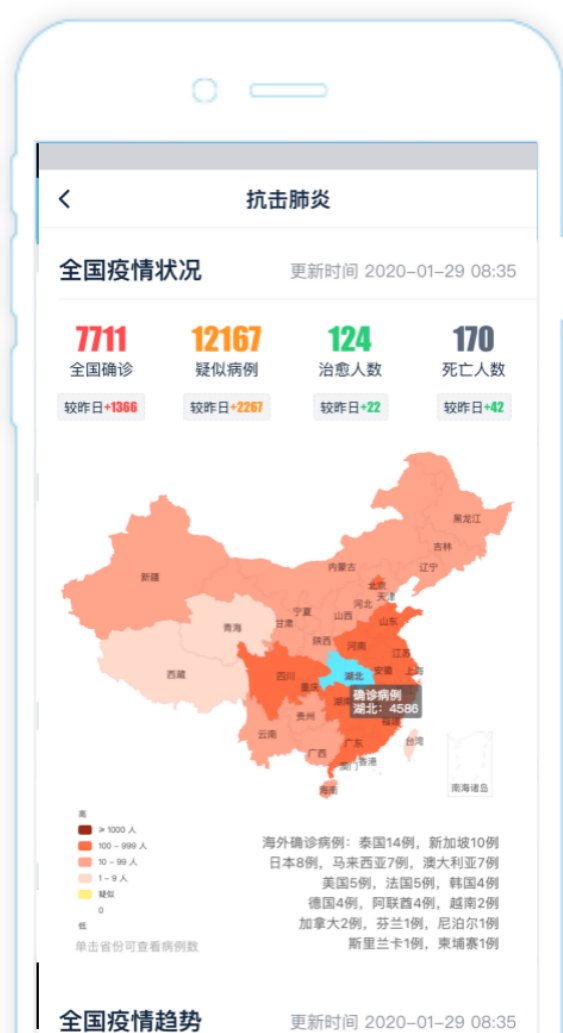 抗击肺炎
全国疫情状况 更新时间 2020-01-29 08:35
7711 12167 124 170
全国确诊 疑似病例 治愈人数 死亡人数
较昨日+1366 较昨日+2267 较昨日+22 较昨日+42
黑龙江
吉林
辽宁
内蒙古
新疆
北京
天津
河北
宁夏
山西
山东
甘肃
青海
陕西
河南
江苏
西藏
四川
湖北
安徽
上海
重庆
确诊病例
湖北: 4586
湖南
贵州
福建
云南
广东
台湾
广西
香港
澳门
海南
南海诸岛
高
≥ 1000 人
100 - 999 人
10 - 99 人
1 - 9 人
疑似
0
低
单击省份可查看病例数
海外确诊病例: 泰国14例, 新加坡10例
日本8例, 马来西亚7例, 澳大利亚7例
美国5例, 法国5例, 韩国4例
德国4例, 阿联酋4例, 越南2例
加拿大2例, 芬兰1例, 尼泊尔1例
斯里兰卡1例, 柬埔寨1例
全国疫情趋势 更新时间 2020-01-29 08:35